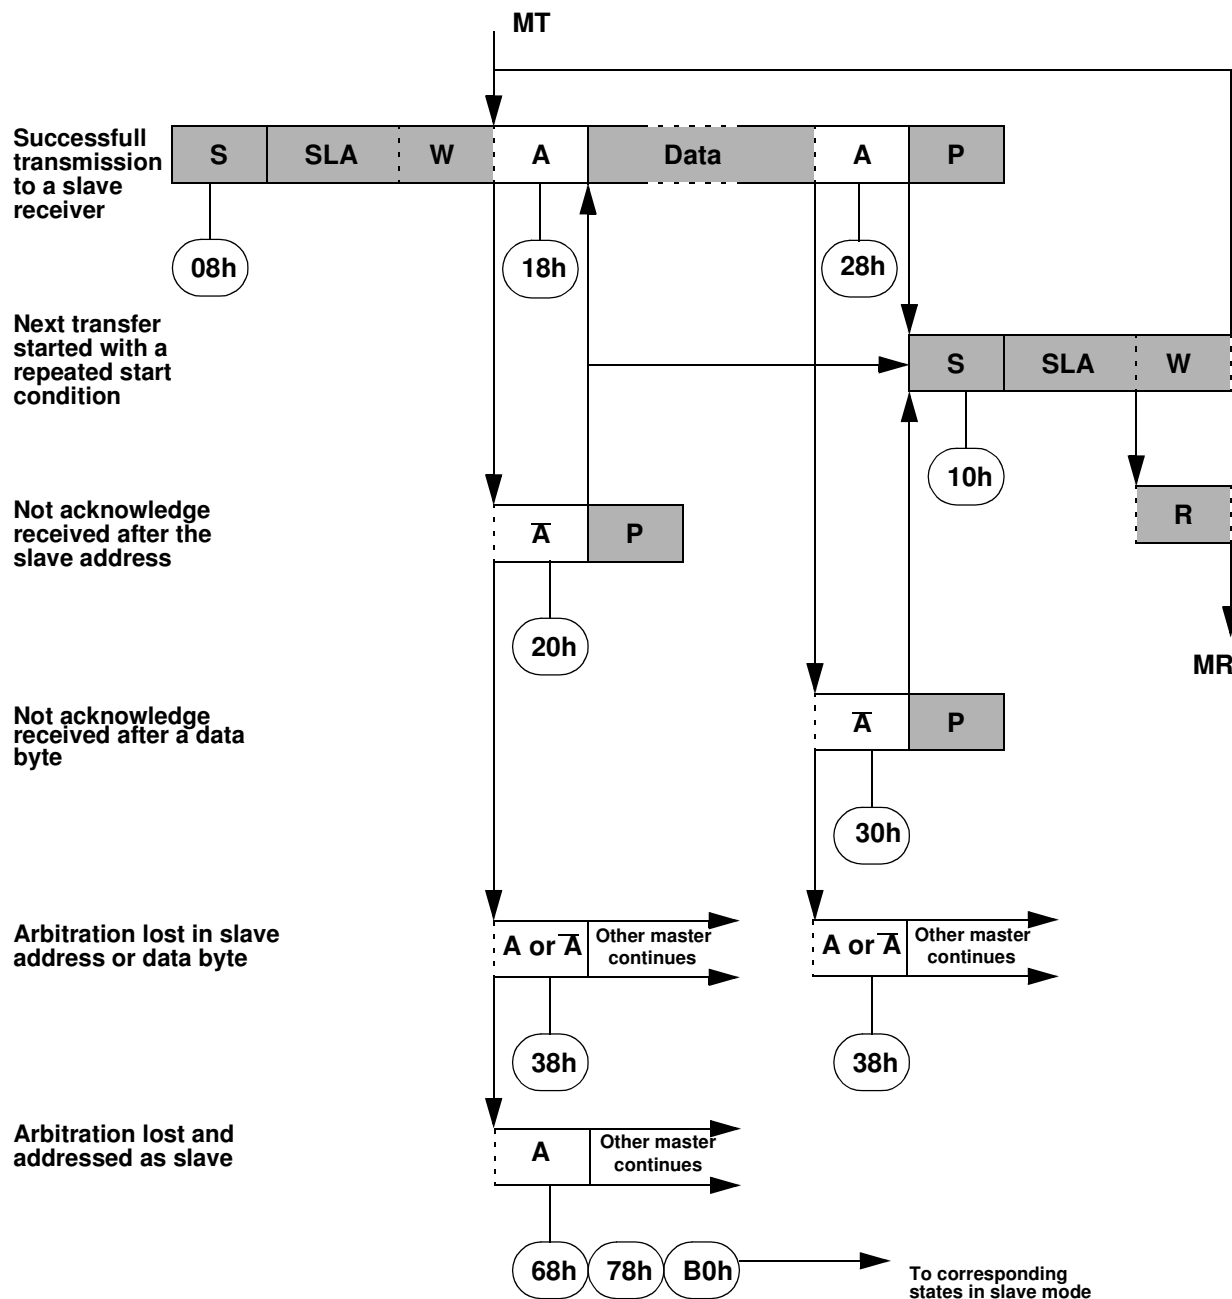 MT
Successfull
transmission
to a slave
receiver
S SLA W A Data A P
08h 18h 28h
Next transfer
started with a
repeated start
condition
S SLA W
10h
Not acknowledge
received after the
slave address
A̅ P
R
20h
MR
Not acknowledge
received after a data
byte
A̅ P
30h
Arbitration lost in slave
address or data byte
A or A̅ Other master
continues
A or A̅ Other master
continues
38h 38h
Arbitration lost and
addressed as slave
A Other master
continues
68h 78h B0h
To corresponding
states in slave mode